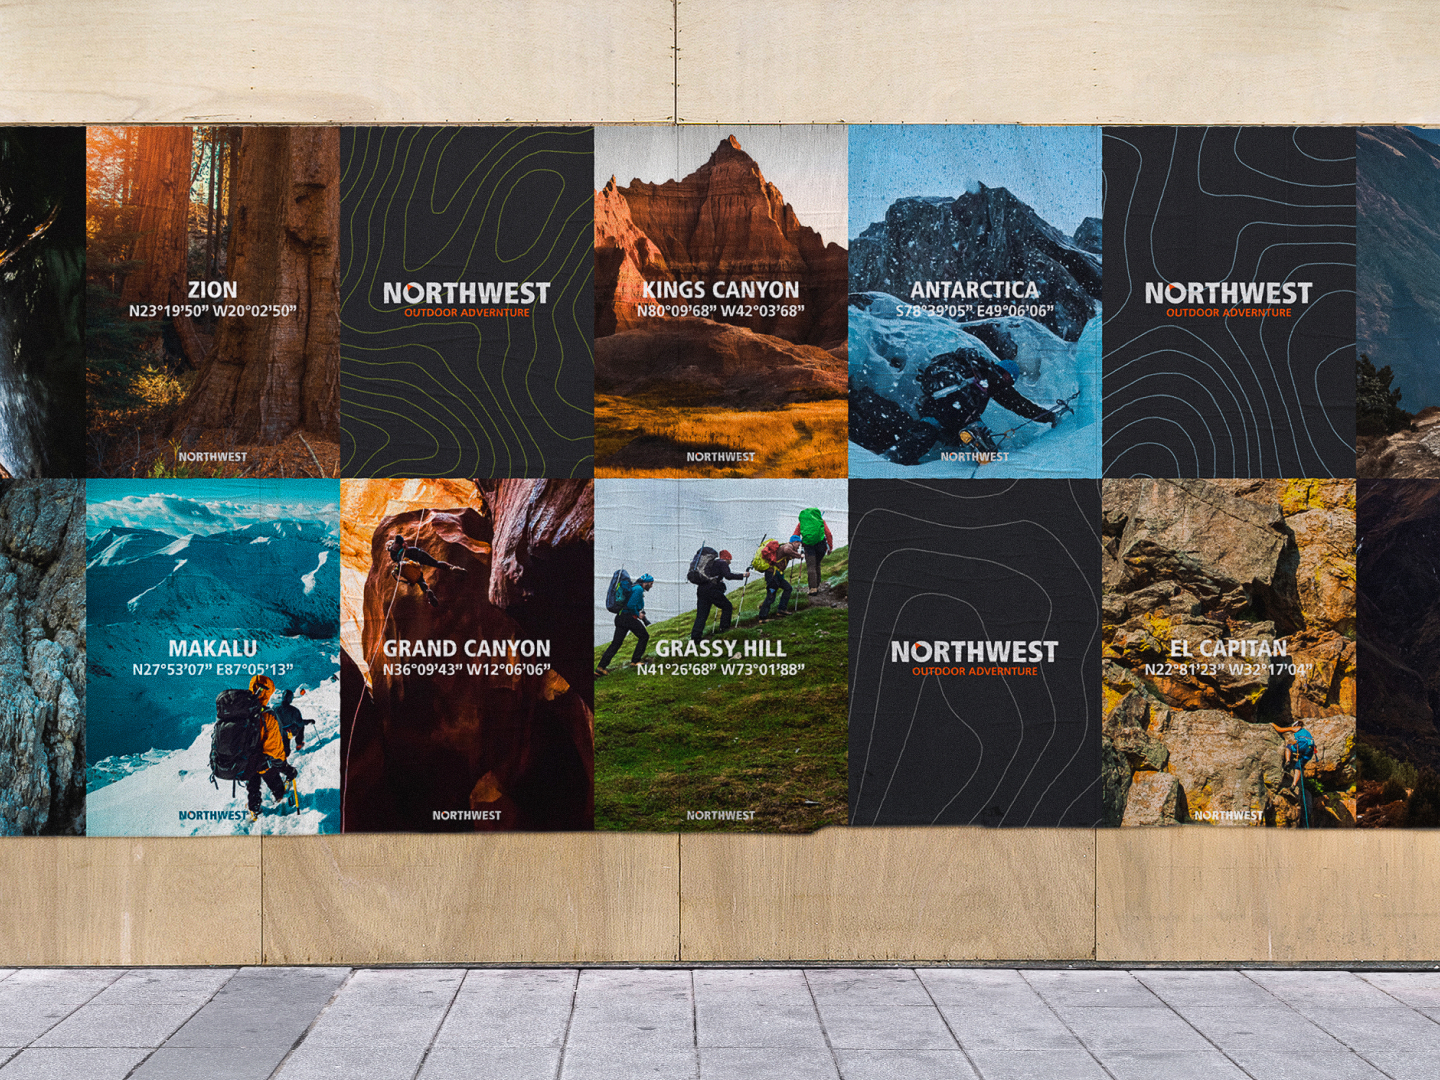 ZION
N23°19’50” W20°02’50”
NORTHWEST
NORTHWEST
OUTDOOR ADVERNTURE
KINGS CANYON
N80°09’68” W42°03’68”
NORTHWEST
ANTARCTICA
S78°39’05” E49°06’06”
NORTHWEST
NORTHWEST
OUTDOOR ADVERNTURE
MAKALU
N27°53’07” E87°05’13”
NORTHWEST
GRAND CANYON
N36°09’43” W12°06’06”
NORTHWEST
GRASSY HILL
N41°26’68” W73°01’88”
NORTHWEST
NORTHWEST
OUTDOOR ADVERNTURE
EL CAPITAN
N22°81’23” W32°17’04”
NORTHWEST